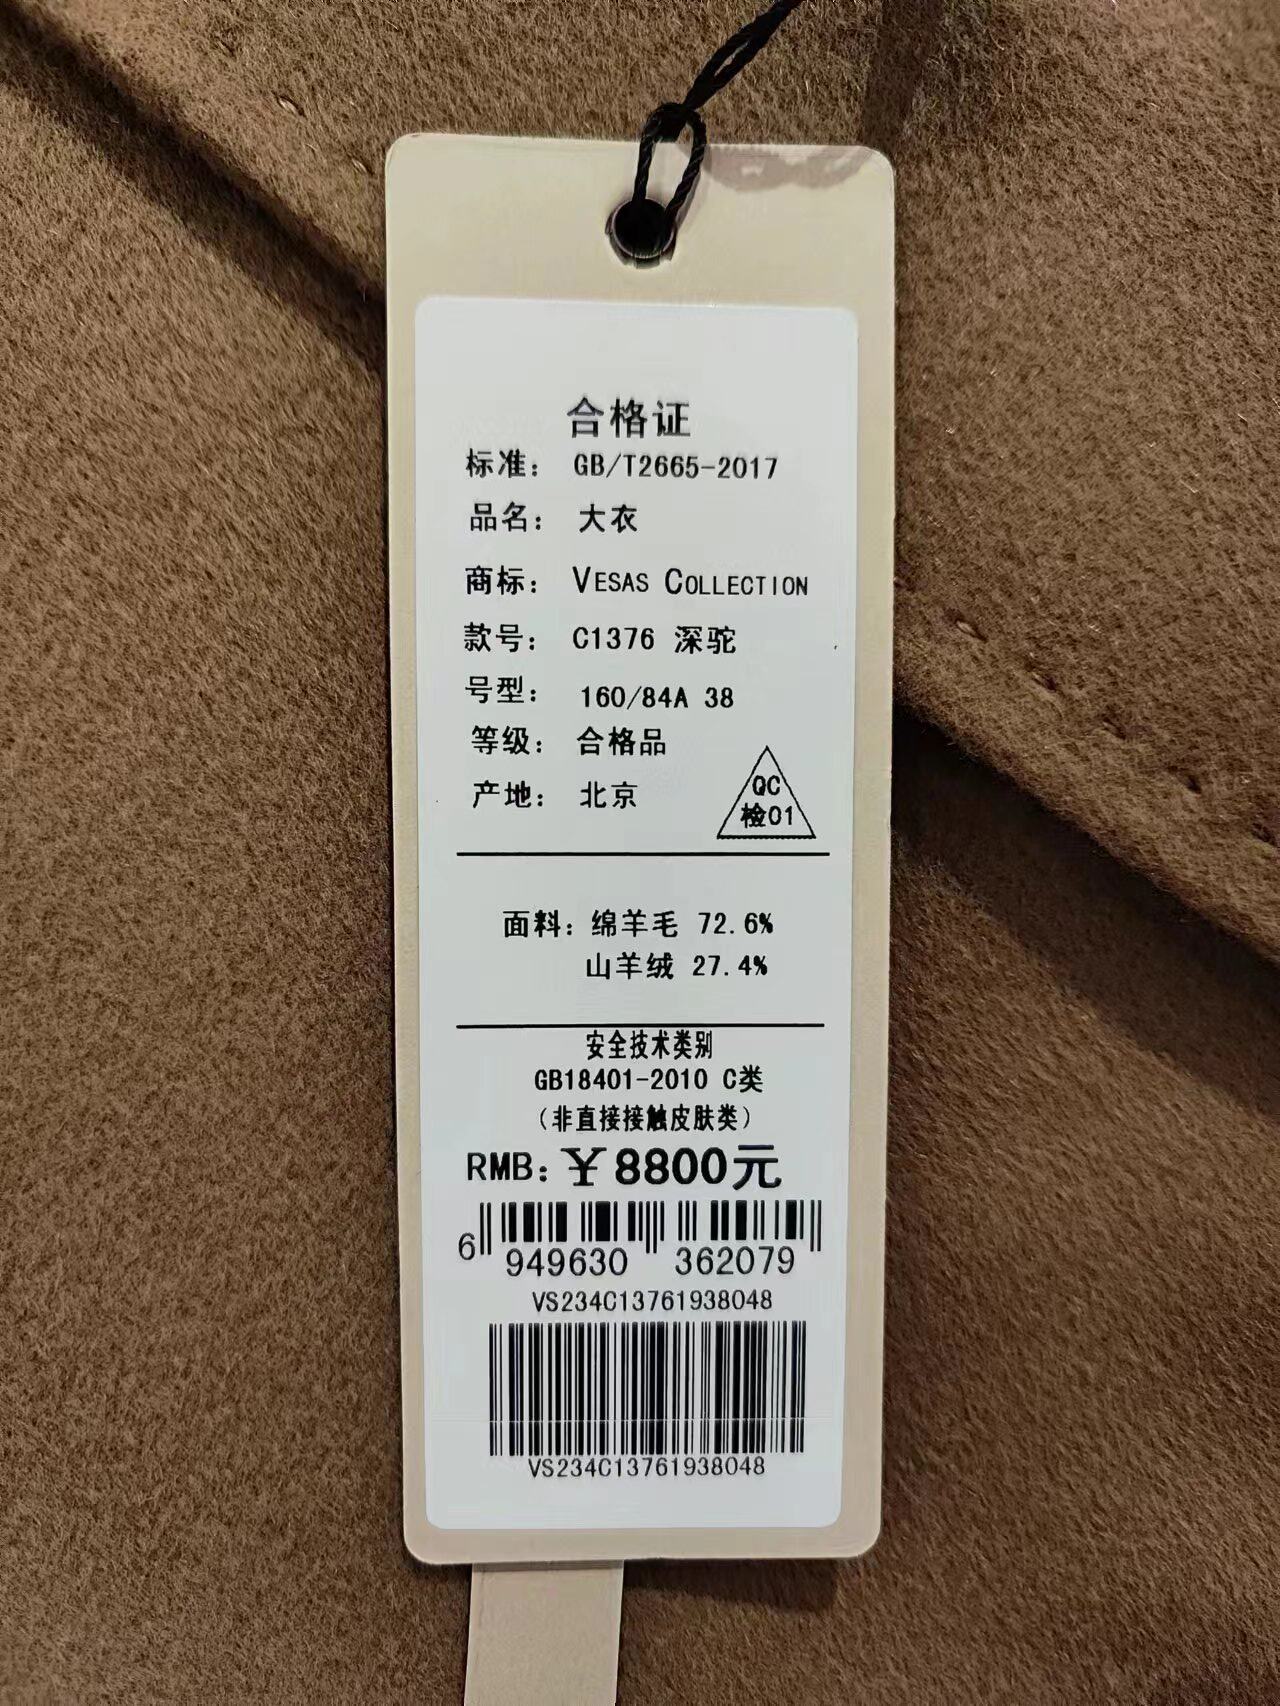 合格证
标准： GB/T2665-2017
品名： 大衣
商标： VESAS COLLECTION
款号： C1376 深驼
号型： 160/84A 38
等级： 合格品
产地： 北京
QC
检01
面料：绵羊毛 72.6%
山羊绒 27.4%
安全技术类别
GB18401-2010 C类
（非直接接触皮肤类）
RMB：￥8800元
6 949630 362079
VS234C13761938048
VS234C13761938048